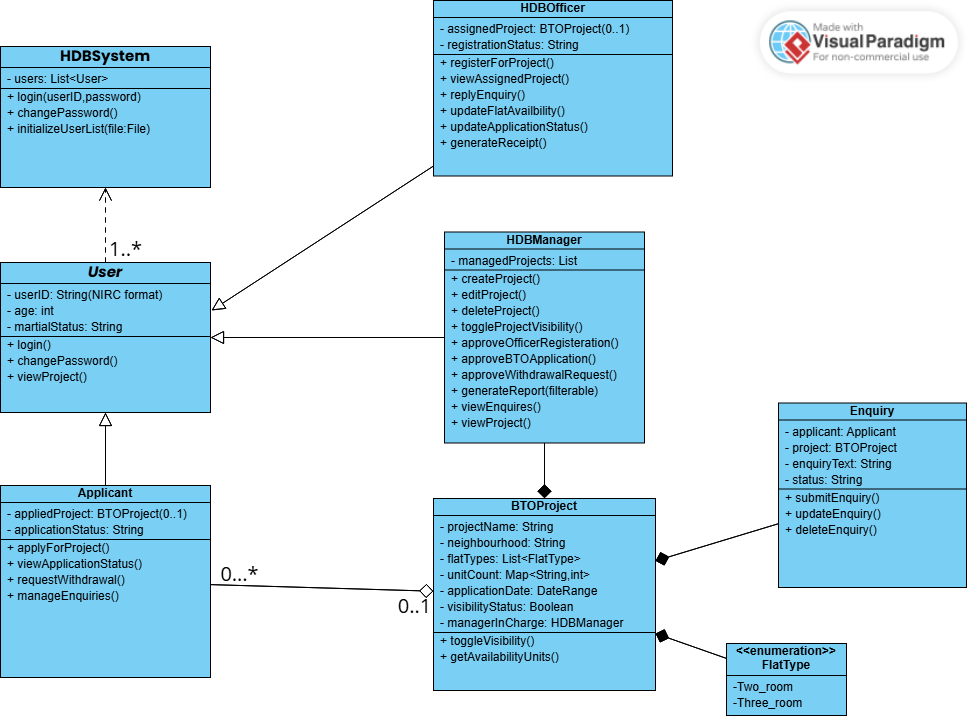 HDBOfficer
- assignedProject: BTOProject(0..1)
- registrationStatus: String
+ registerForProject()
+ viewAssignedProject()
+ replyEnquiry()
+ updateFlatAvailbility()
+ updateApplicationStatus()
+ generateReceipt()
Made with
Visual Paradigm
For non-commercial use
HDBSystem
- users: List<User>
+ login(userID,password)
+ changePassword()
+ initializeUserList(file:File)
1..*
User
- userID: String(NIRC format)
- age: int
- martialStatus: String
+ login()
+ changePassword()
+ viewProject()
HDBManager
- managedProjects: List
+ createProject()
+ editProject()
+ deleteProject()
+ toggleProjectVisibility()
+ approveOfficerRegisteration()
+ approveBTOApplication()
+ approveWithdrawalRequest()
+ generateReport(filterable)
+ viewEnquires()
+ viewProject()
Enquiry
- applicant: Applicant
- project: BTOProject
- enquiryText: String
- status: String
+ submitEnquiry()
+ updateEnquiry()
+ deleteEnquiry()
Applicant
- appliedProject: BTOProject(0..1)
- applicationStatus: String
+ applyForProject()
+ viewApplicationStatus()
+ requestWithdrawal()
+ manageEnquiries()
0...*
0..1
BTOProject
- projectName: String
- neighbourhood: String
- flatTypes: List<FlatType>
- unitCount: Map<String,int>
- applicationDate: DateRange
- visibilityStatus: Boolean
- managerInCharge: HDBManager
+ toggleVisibility()
+ getAvailabilityUnits()
<<enumeration>>
FlatType
-Two_room
-Three_room